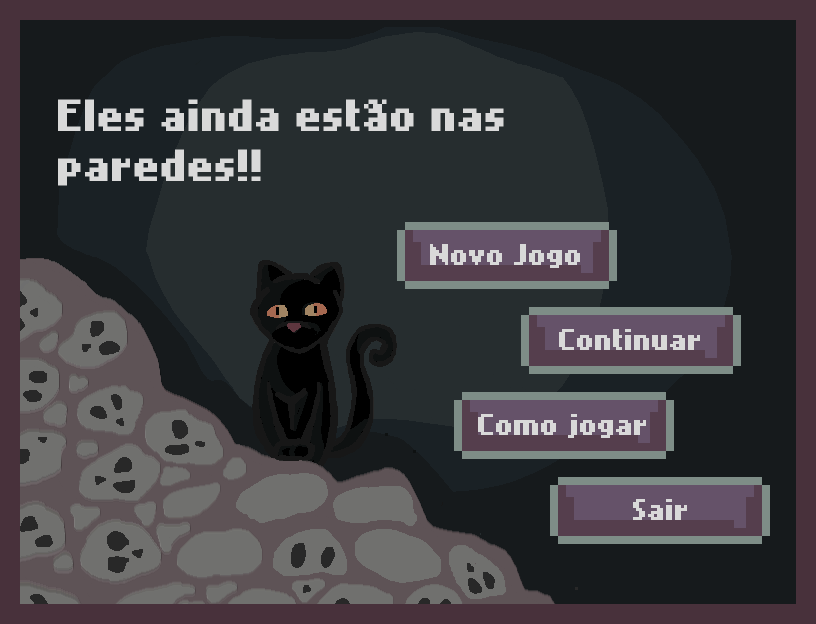 Eles ainda estão nas
paredes!!
Novo Jogo
Continuar
Como jogar
Sair